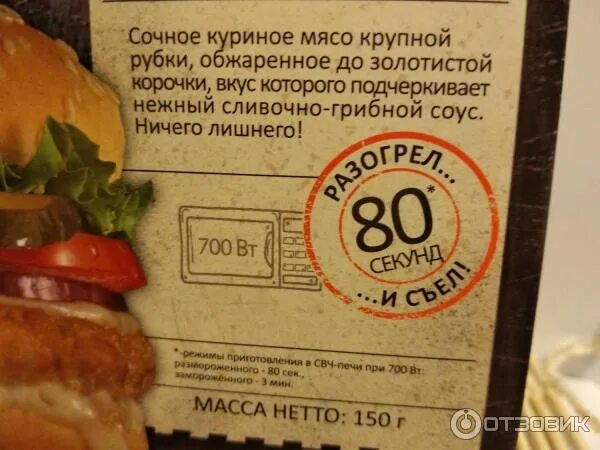 Сочное куриное мясо крупной
рубки, обжаренное до золотистой
корочки, вкус которого подчеркивает
нежный сливочно-грибной соус.
Ничего лишнего!
РАЗОГРЕЛ...
80*
СЕКУНД
...И СЪЕЛ!
700 Вт
*-режимы приготовления в СВЧ-печи при 700 Вт:
размороженного - 80 сек.,
замороженного - 3 мин.
МАССА НЕТТО: 150 г
ОТЗОВИК